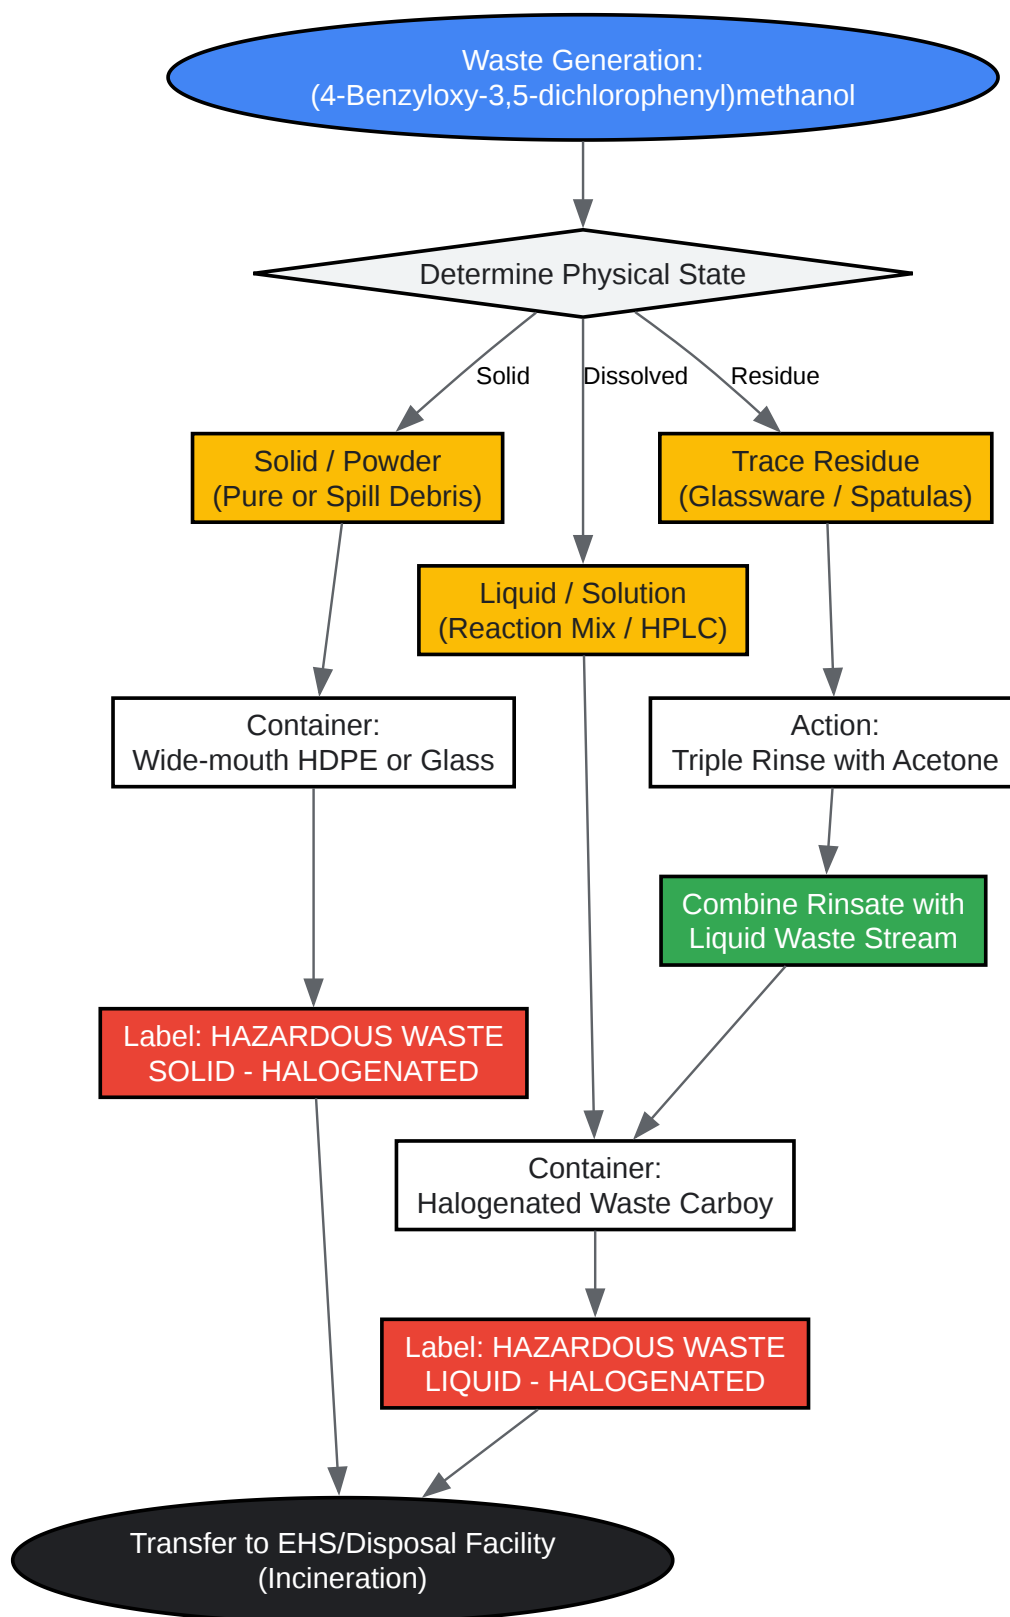 Waste Generation:
(4-Benzyloxy-3,5-dichlorophenyl)methanol
Determine Physical State
Solid
Dissolved
Residue
Solid / Powder
(Pure or Spill Debris)
Trace Residue
(Glassware / Spatulas)
Liquid / Solution
(Reaction Mix / HPLC)
Container:
Wide-mouth HDPE or Glass
Action:
Triple Rinse with Acetone
Combine Rinsate with
Liquid Waste Stream
Label: HAZARDOUS WASTE
SOLID - HALOGENATED
Container:
Halogenated Waste Carboy
Label: HAZARDOUS WASTE
LIQUID - HALOGENATED
Transfer to EHS/Disposal Facility
(Incineration)